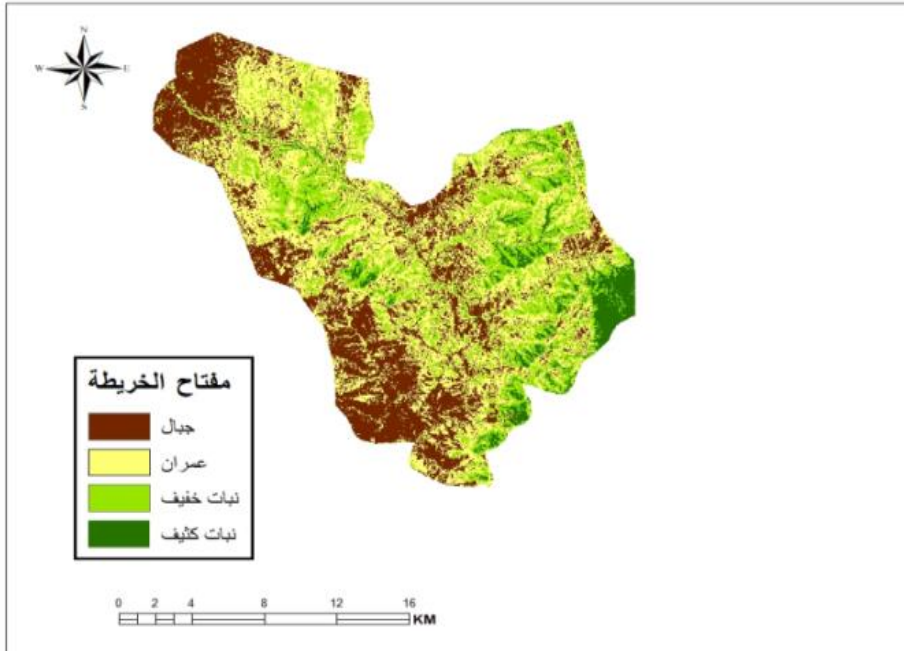 N
W E
S
مفتاح الخريطة
جبال
عمران
نبات خفيف
نبات كثيف
0 2 4 8 12 16
KM